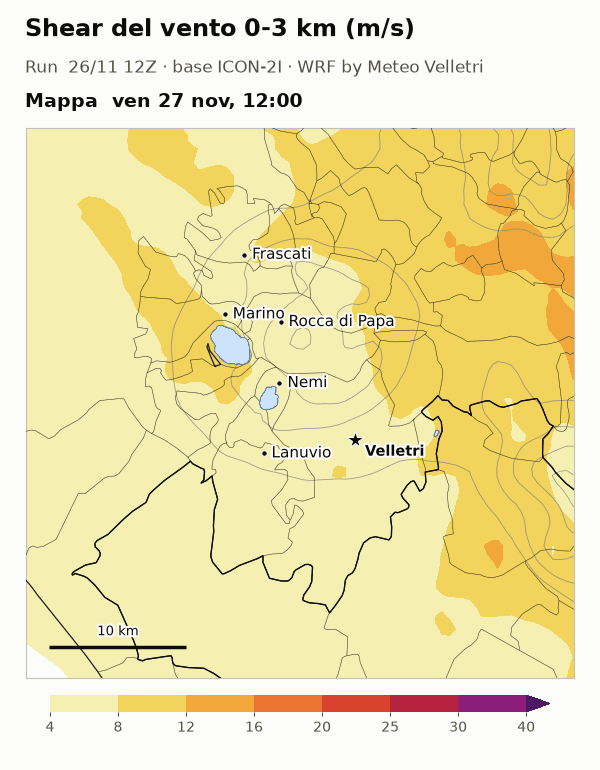 Shear del vento 0-3 km (m/s)
Run  26/11 12Z · base ICON-2I · WRF by Meteo Velletri
Mappa  ven 27 nov, 12:00
Frascati
Marino
Rocca di Papa
Nemi
Velletri
Lanuvio
10 km
4 8 12 16 20 25 30 40